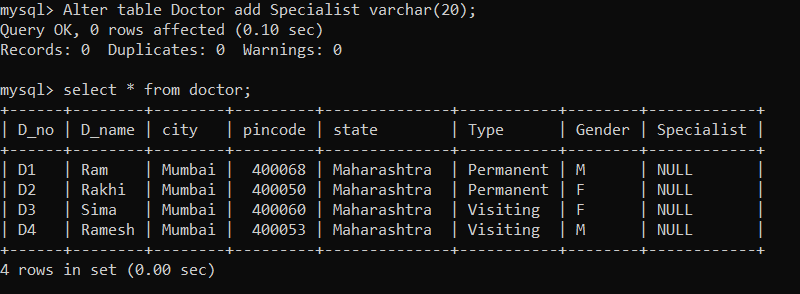 mysql> Alter table Doctor add Specialist varchar(20);
Query OK, 0 rows affected (0.10 sec)
Records: 0  Duplicates: 0  Warnings: 0

mysql> select * from doctor;
+------+--------+--------+---------+-------------+-----------+--------+------------+
| D_no | D_name | city   | pincode | state       | Type      | Gender | Specialist |
+------+--------+--------+---------+-------------+-----------+--------+------------+
| D1   | Ram    | Mumbai |  400068 | Maharashtra | Permanent | M      | NULL       |
| D2   | Rakhi  | Mumbai |  400050 | Maharashtra | Permanent | F      | NULL       |
| D3   | Sima   | Mumbai |  400060 | Maharashtra | Visiting  | F      | NULL       |
| D4   | Ramesh | Mumbai |  400053 | Maharashtra | Visiting  | M      | NULL       |
+------+--------+--------+---------+-------------+-----------+--------+------------+
4 rows in set (0.00 sec)